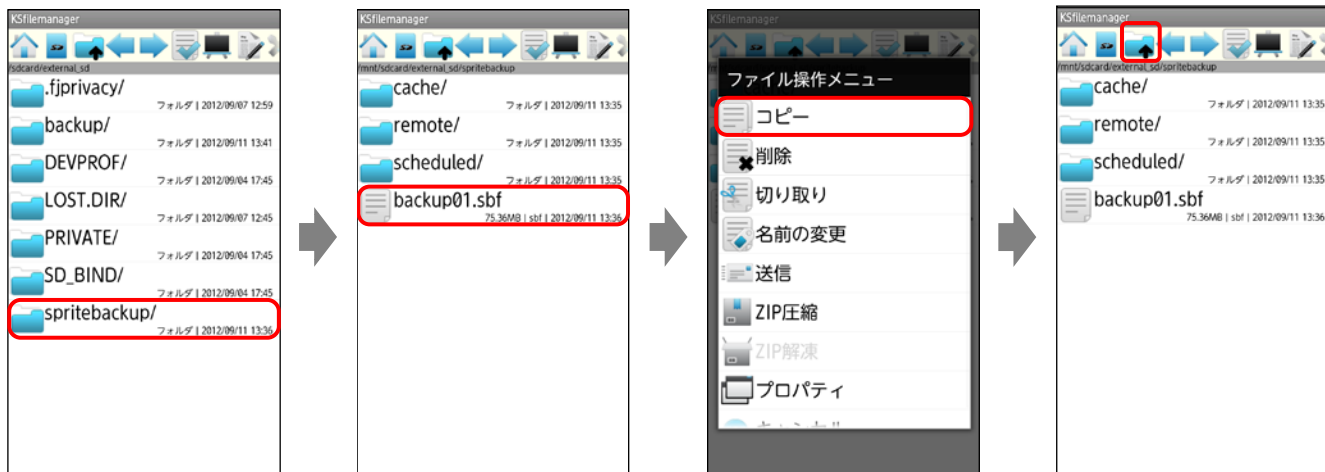 KSfilemanager
/sdcard/external_sd
.fjprivacy/
フォルダ | 2012/09/07 12:59
backup/
フォルダ | 2012/09/11 13:41
DEVPROF/
フォルダ | 2012/09/04 17:45
LOST.DIR/
フォルダ | 2012/09/07 12:45
PRIVATE/
フォルダ | 2012/09/04 17:45
SD_BIND/
フォルダ | 2012/09/04 17:45
spritebackup/
フォルダ | 2012/09/11 13:36
KSfilemanager
/mnt/sdcard/external_sd/spritebackup
cache/
フォルダ | 2012/09/11 13:35
remote/
フォルダ | 2012/09/11 13:35
scheduled/
フォルダ | 2012/09/11 13:35
backup01.sbf
75.36MB | sbf | 2012/09/11 13:36
KSfilemanager
ファイル操作メニュー
コピー
削除
切り取り
名前の変更
送信
ZIP圧縮
ZIP解凍
プロパティ
KSfilemanager
/mnt/sdcard/external_sd/spritebackup
cache/
フォルダ | 2012/09/11 13:35
remote/
フォルダ | 2012/09/11 13:35
scheduled/
フォルダ | 2012/09/11 13:35
backup01.sbf
75.36MB | sbf | 2012/09/11 13:36